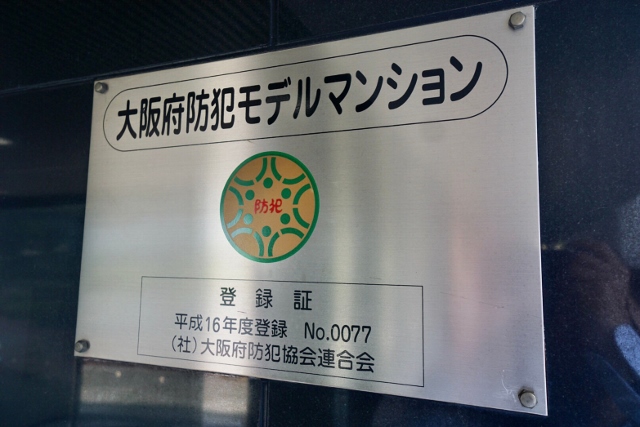 大阪府防犯モデルマンション
防犯
登録証
平成16年度登録 No.0077
(社)大阪府防犯協会連合会